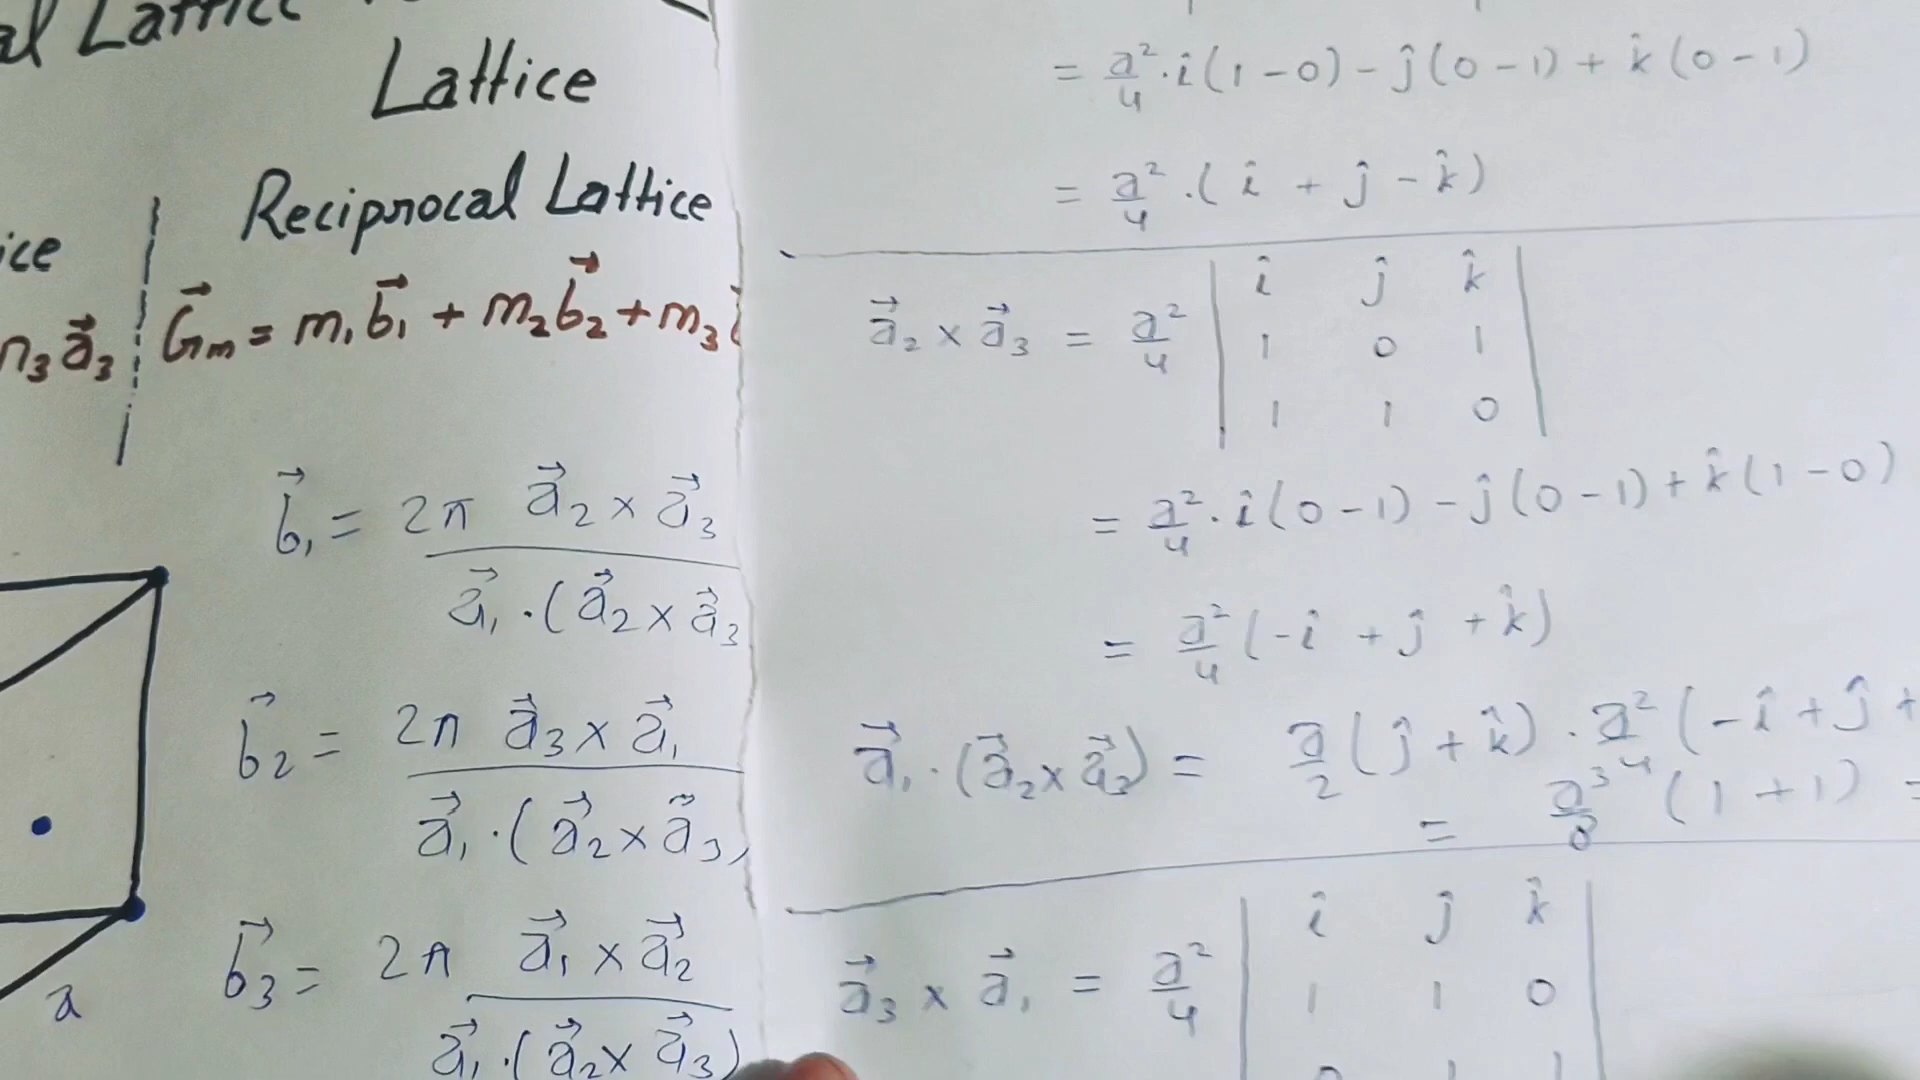 Lattice
Lattice
Reciprocal Lattice
ice
n₃a⃗₃
G⃗m = m₁b⃗₁ + m₂b⃗₂ + m₃
b⃗₁ = 2π a⃗₂ × a⃗₃
a⃗₁ · (a⃗₂ × a⃗₃
b⃗₂ = 2π a⃗₃ × a⃗₁
a⃗₁ · (a⃗₂ × a⃗₃)
b⃗₃ = 2π a⃗₁ × a⃗₂
a⃗₁ · (a⃗₂ × a⃗₃)
a
= a²/4 · î(1 - 0) - ĵ(0 - 1) + k̂(0 - 1)
= a²/4 · (î + ĵ - k̂)
a⃗₂ × a⃗₃ = a²/4 | î ĵ k̂ |
1 0 1
1 1 0
= a²/4 · î(0 - 1) - ĵ(0 - 1) + k̂(1 - 0)
= a²/4 (-î + ĵ + k̂)
a⃗₁ · (a⃗₂ × a⃗₃) = a/2 (ĵ + k̂) · a²/4 (-î + ĵ +
= a³/8 (1 + 1) =
a⃗₃ × a⃗₁ = a²/4 | î ĵ k̂ |
1 1 0
0 1 1